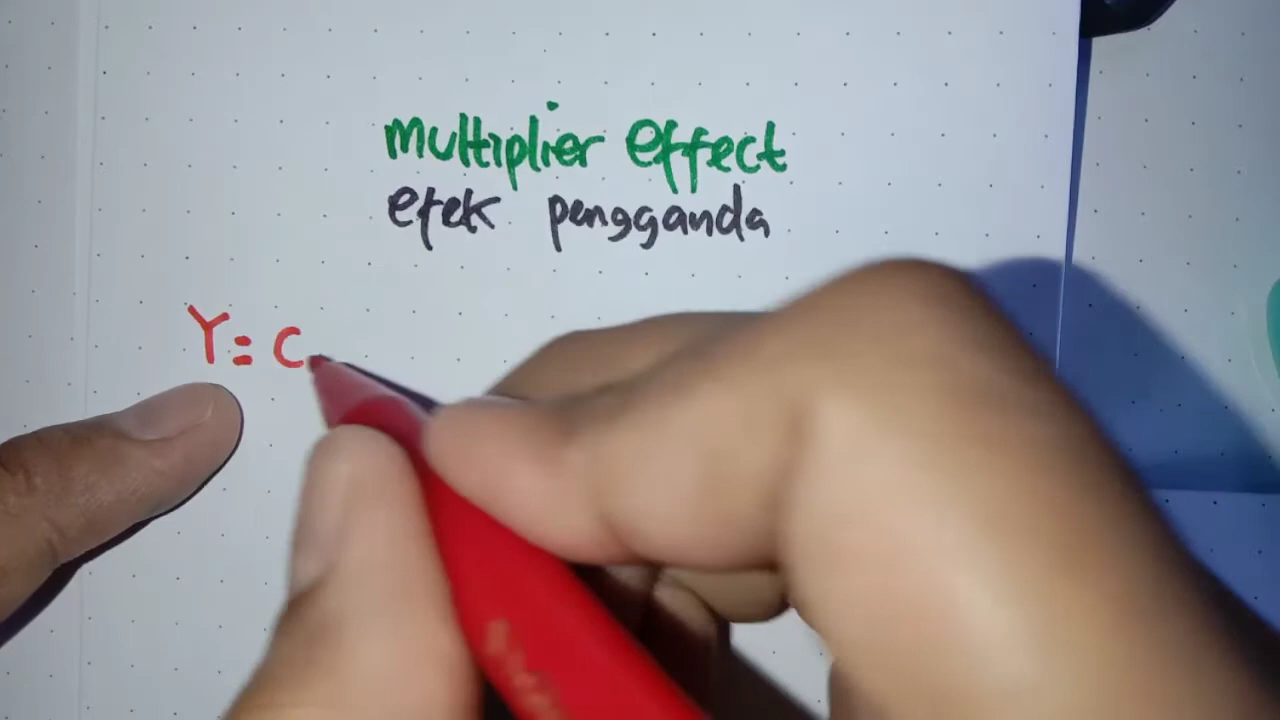 multiplier effect
efek pengganda
Y = C